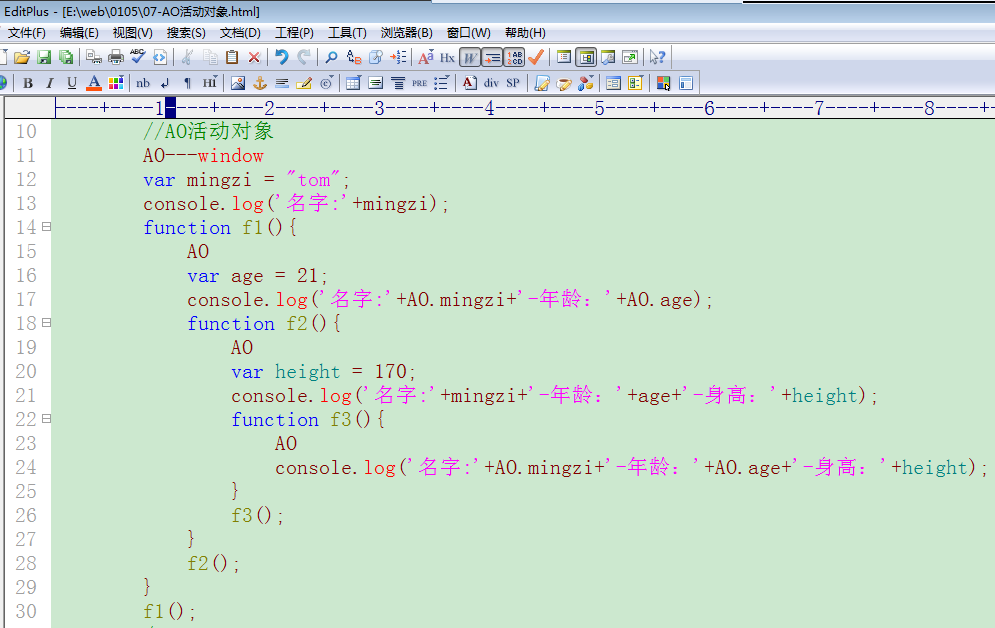 EditPlus - [E:\web\0105\07-AO活动对象.html]
文件(F) 编辑(E) 视图(V) 搜索(S) 文档(D) 工程(P) 工具(T) 浏览器(B) 窗口(W) 帮助(H)
ABC A B Hx W 1AB 2CD
B I U A nb ¶ HI © PRE A div SP
----+----1----+----2----+----3----+----4----+----5----+----6----+----7----+----8----+
10 //AO活动对象
11 AO---window
12 var mingzi = "tom";
13 console.log('名字:'+mingzi);
14 function f1(){
15 AO
16 var age = 21;
17 console.log('名字:'+AO.mingzi+'-年龄：'+AO.age);
18 function f2(){
19 AO
20 var height = 170;
21 console.log('名字:'+mingzi+'-年龄：'+age+'-身高：'+height);
22 function f3(){
23 AO
24 console.log('名字:'+AO.mingzi+'-年龄：'+AO.age+'-身高：'+height);
25 }
26 f3();
27 }
28 f2();
29 }
30 f1();